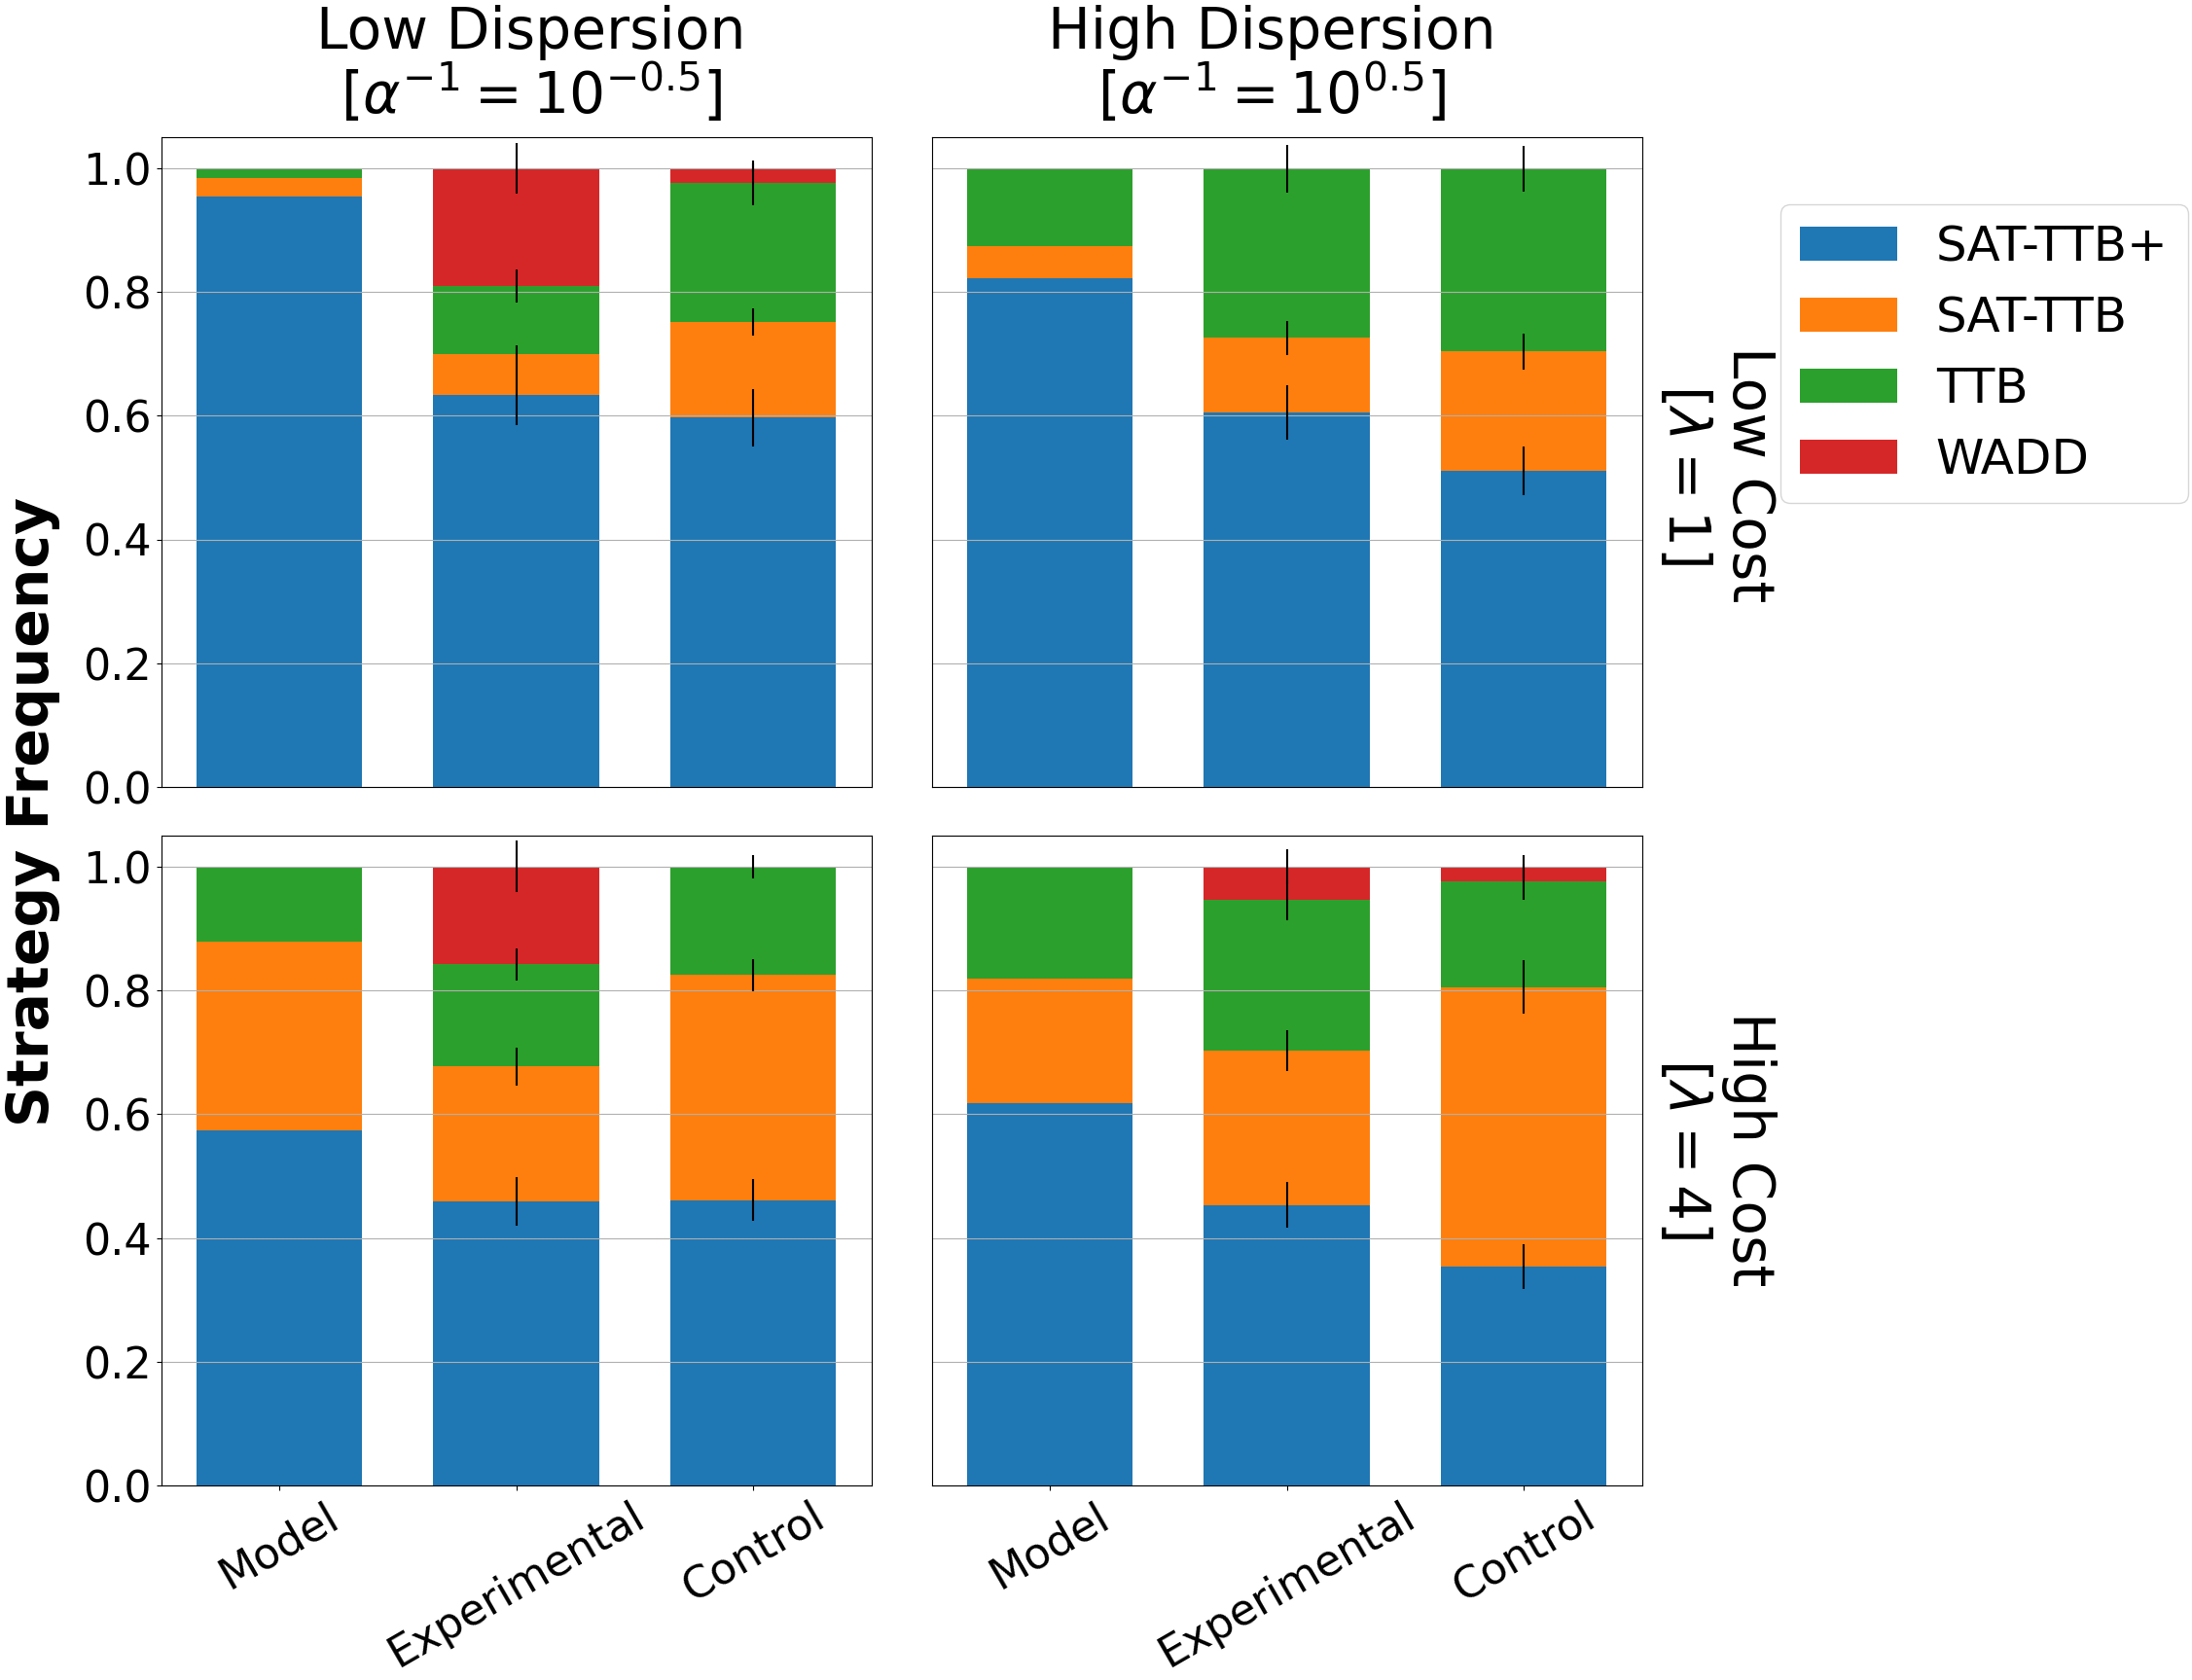 Low Dispersion
[α⁻¹ = 10⁻⁰·⁵]
High Dispersion
[α⁻¹ = 10⁰·⁵]
Strategy Frequency
1.0
0.8
0.6
0.4
0.2
0.0
Low Cost
[λ = 1]
SAT-TTB+
SAT-TTB
TTB
WADD
1.0
0.8
0.6
0.4
0.2
0.0
High Cost
[λ = 4]
Model
Experimental
Control
Model
Experimental
Control